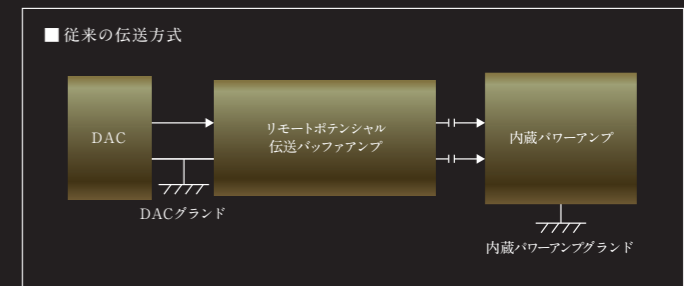 ■ 従来の伝送方式
DAC
リモートポテンシャル
伝送バッファアンプ
内蔵パワーアンプ
DACグランド
内蔵パワーアンプグランド